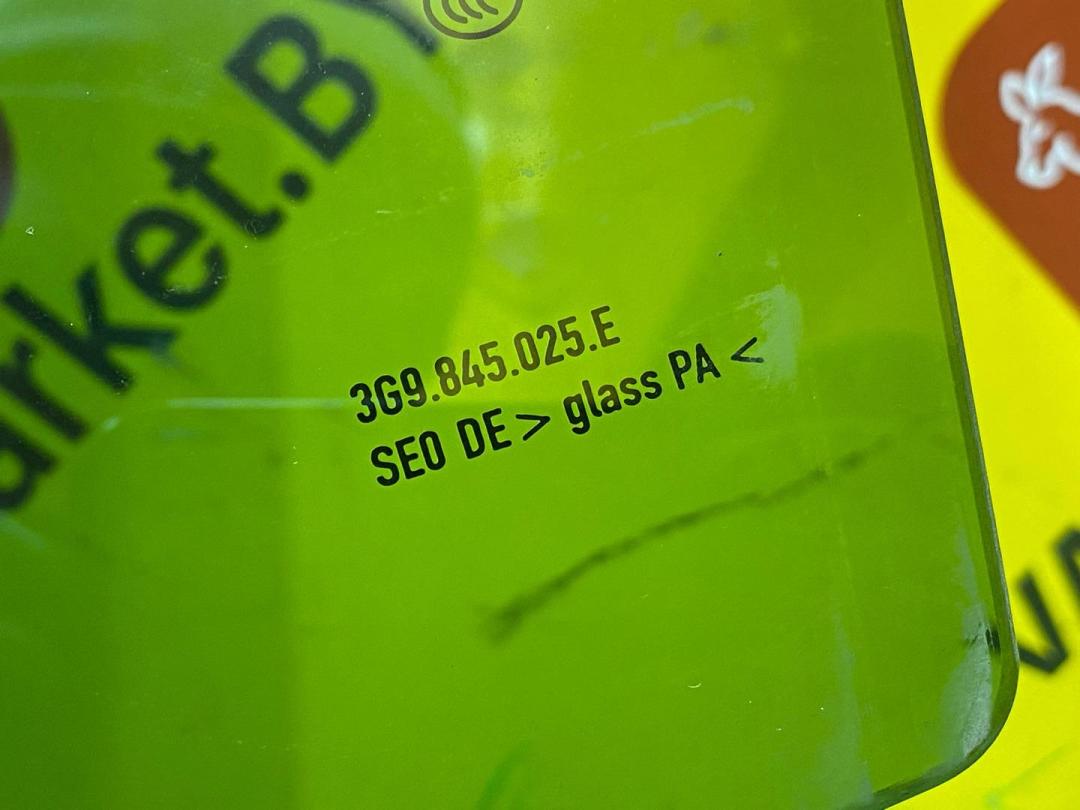 arket.B
3G9.845.025.E
SEO DE > glass PA <